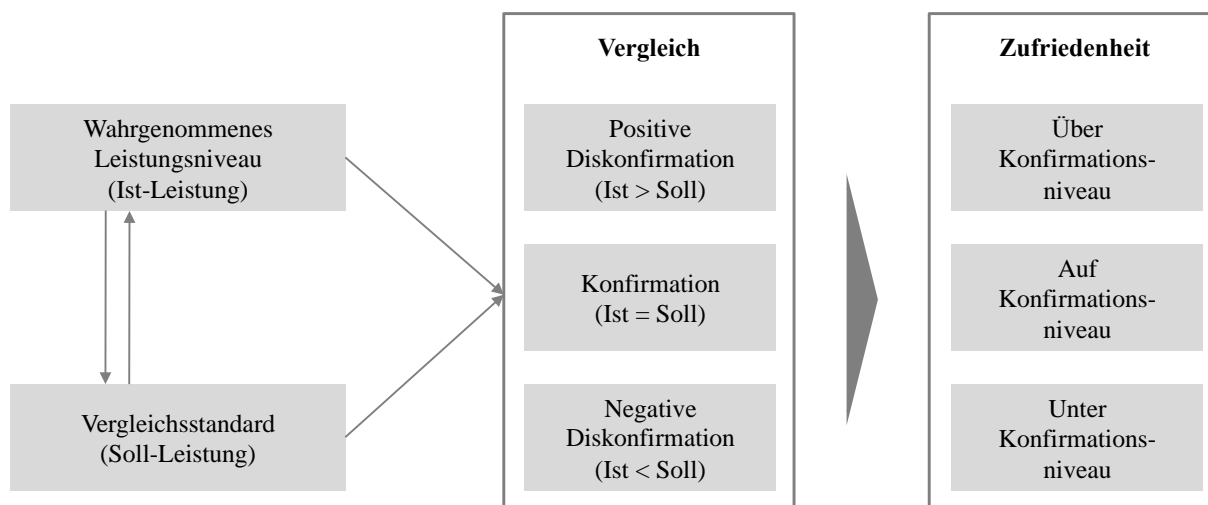 Wahrgenommenes
Leistungsniveau
(Ist-Leistung)
Vergleichsstandard
(Soll-Leistung)
Vergleich
Positive
Diskonfirmation
(Ist > Soll)
Konfirmation
(Ist = Soll)
Negative
Diskonfirmation
(Ist < Soll)
Zufriedenheit
Über
Konfirmations-
niveau
Auf
Konfirmations-
niveau
Unter
Konfirmations-
niveau